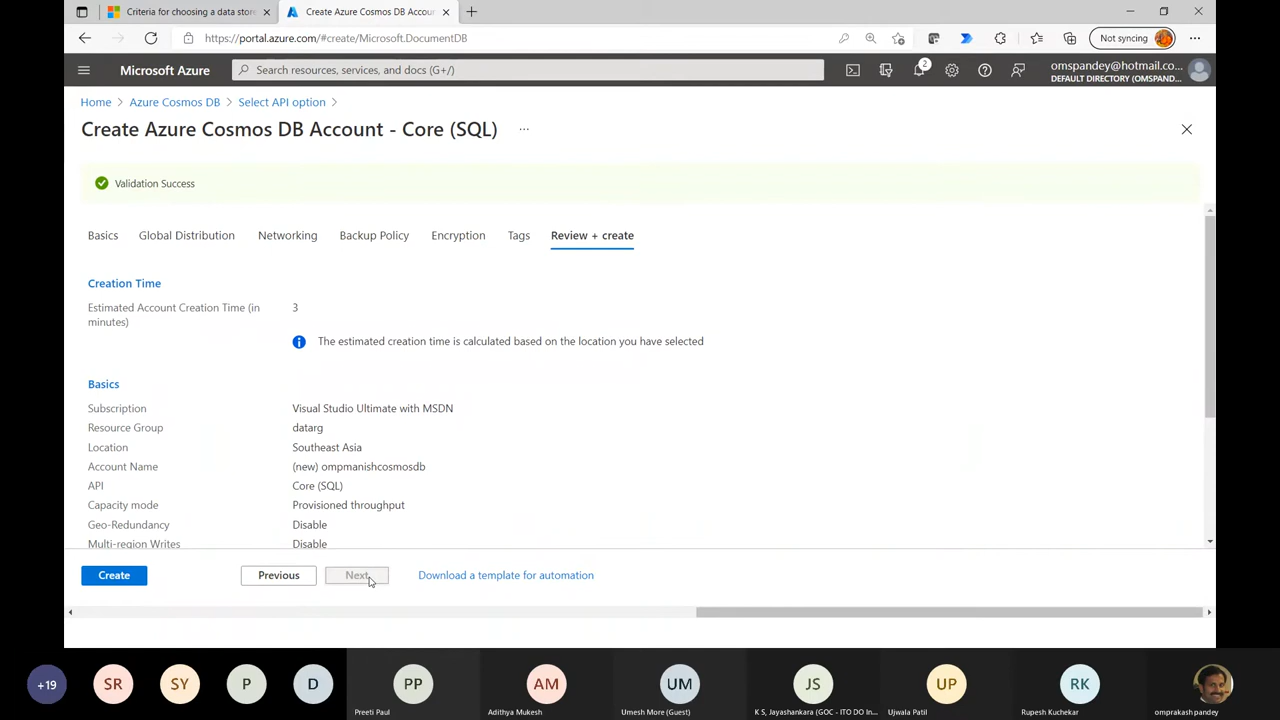 Criteria for choosing a data store
Create Azure Cosmos DB Accou
https://portal.azure.com/#create/Microsoft.DocumentDB
Not syncing
Microsoft Azure
Search resources, services, and docs (G+/)
2
omspandey@hotmail.co...
DEFAULT DIRECTORY (OMSPAND...
Home > Azure Cosmos DB > Select API option >
Create Azure Cosmos DB Account - Core (SQL) ...
Validation Success
Basics Global Distribution Networking Backup Policy Encryption Tags Review + create
Creation Time
Estimated Account Creation Time (in
minutes)
3
The estimated creation time is calculated based on the location you have selected
Basics
Subscription Visual Studio Ultimate with MSDN
Resource Group datarg
Location Southeast Asia
Account Name (new) ompmanishcosmosdb
API Core (SQL)
Capacity mode Provisioned throughput
Geo-Redundancy Disable
Multi-region Writes Disable
Create Previous Next Download a template for automation
+19 SR SY P D PP AM UM JS UP RK
Preeti Paul Adithya Mukesh Umesh More (Guest) K S, Jayashankara (GOC - ITO DO In... Ujwala Patil Rupesh Kuchekar omprakash pandey